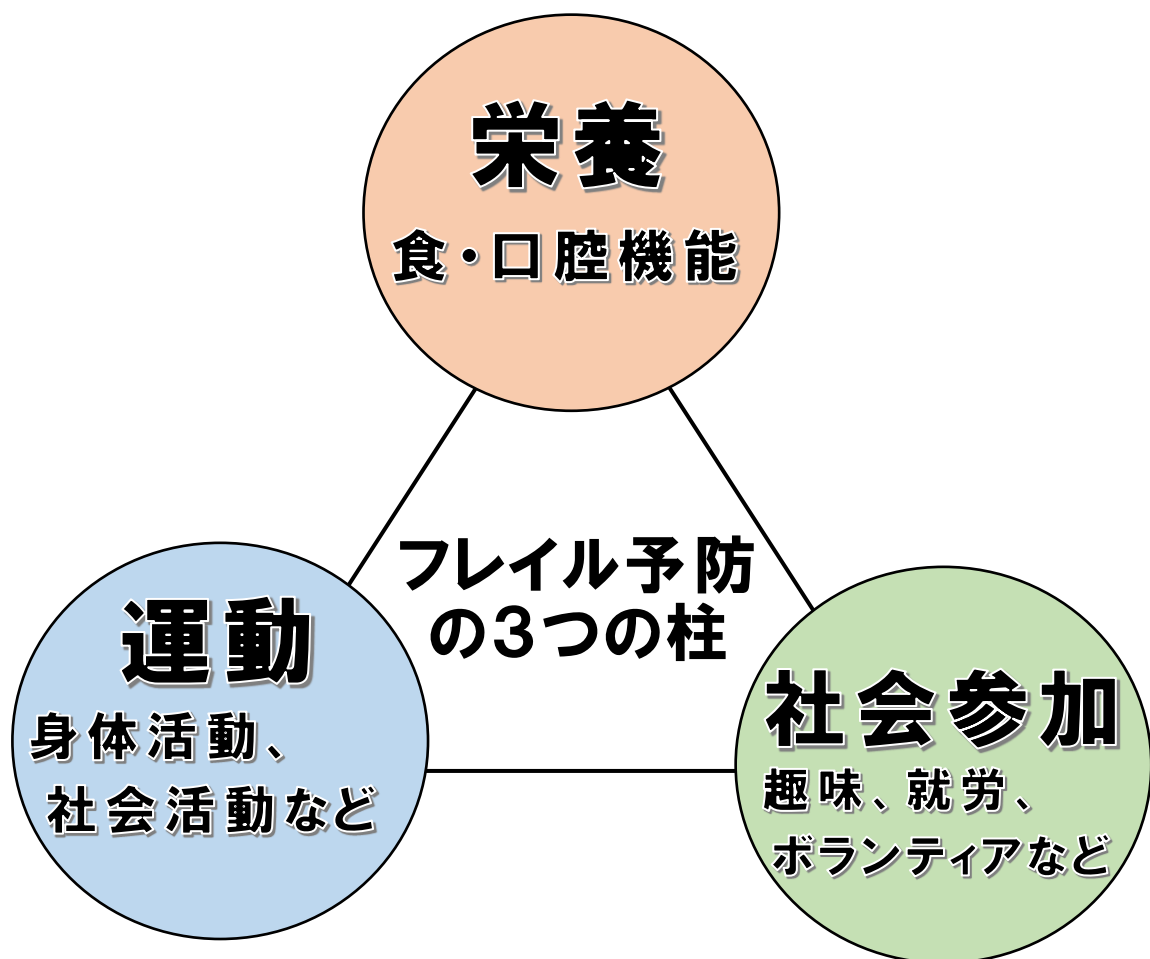 栄養
食・口腔機能
フレイル予防
の３つの柱
運動
身体活動、
社会活動など
社会参加
趣味、就労、
ボランティアなど